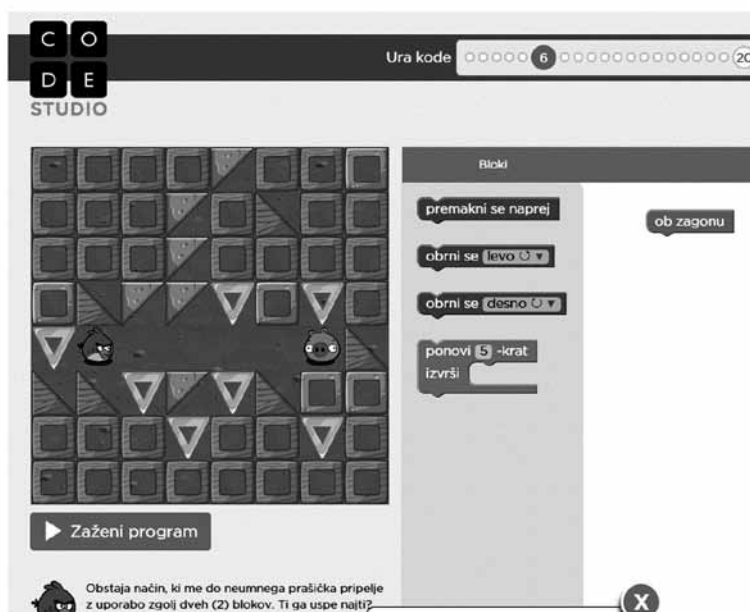 C O
D E
STUDIO
Ura kode 6 20
Bloki
premakni se naprej
ob zagonu
obrni se levo ↺ ▼
obrni se desno ↻ ▼
ponovi 5 -krat
izvrši
Zaženi program
Obstaja način, ki me do neumnega prašička pripelje
z uporabo zgolj dveh (2) blokov. Ti ga uspe najti?
X